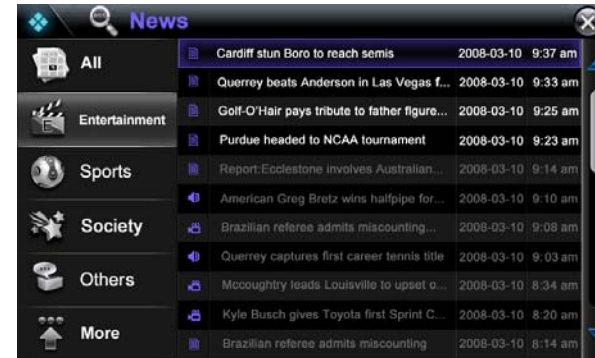 News
All
Entertainment
Sports
Society
Others
More
Cardiff stun Boro to reach semis 2008-03-10 9:37 am
Querrey beats Anderson in Las Vegas f... 2008-03-10 9:33 am
Golf-O'Hair pays tribute to father figure... 2008-03-10 9:25 am
Purdue headed to NCAA tournament 2008-03-10 9:23 am
Report:Ecclestone involves Australian... 2008-03-10 9:14 am
American Greg Bretz wins halfpipe for... 2008-03-10 9:10 am
Brazilian referee admits miscounting... 2008-03-10 9:08 am
Querrey captures first career tennis title 2008-03-10 9:03 am
Mccoughtry leads Louisville to upset o... 2008-03-10 8:34 am
Kyle Busch gives Toyota first Sprint C... 2008-03-10 8:20 am
Brazilian referee admits miscounting 2008-03-10 8:14 am